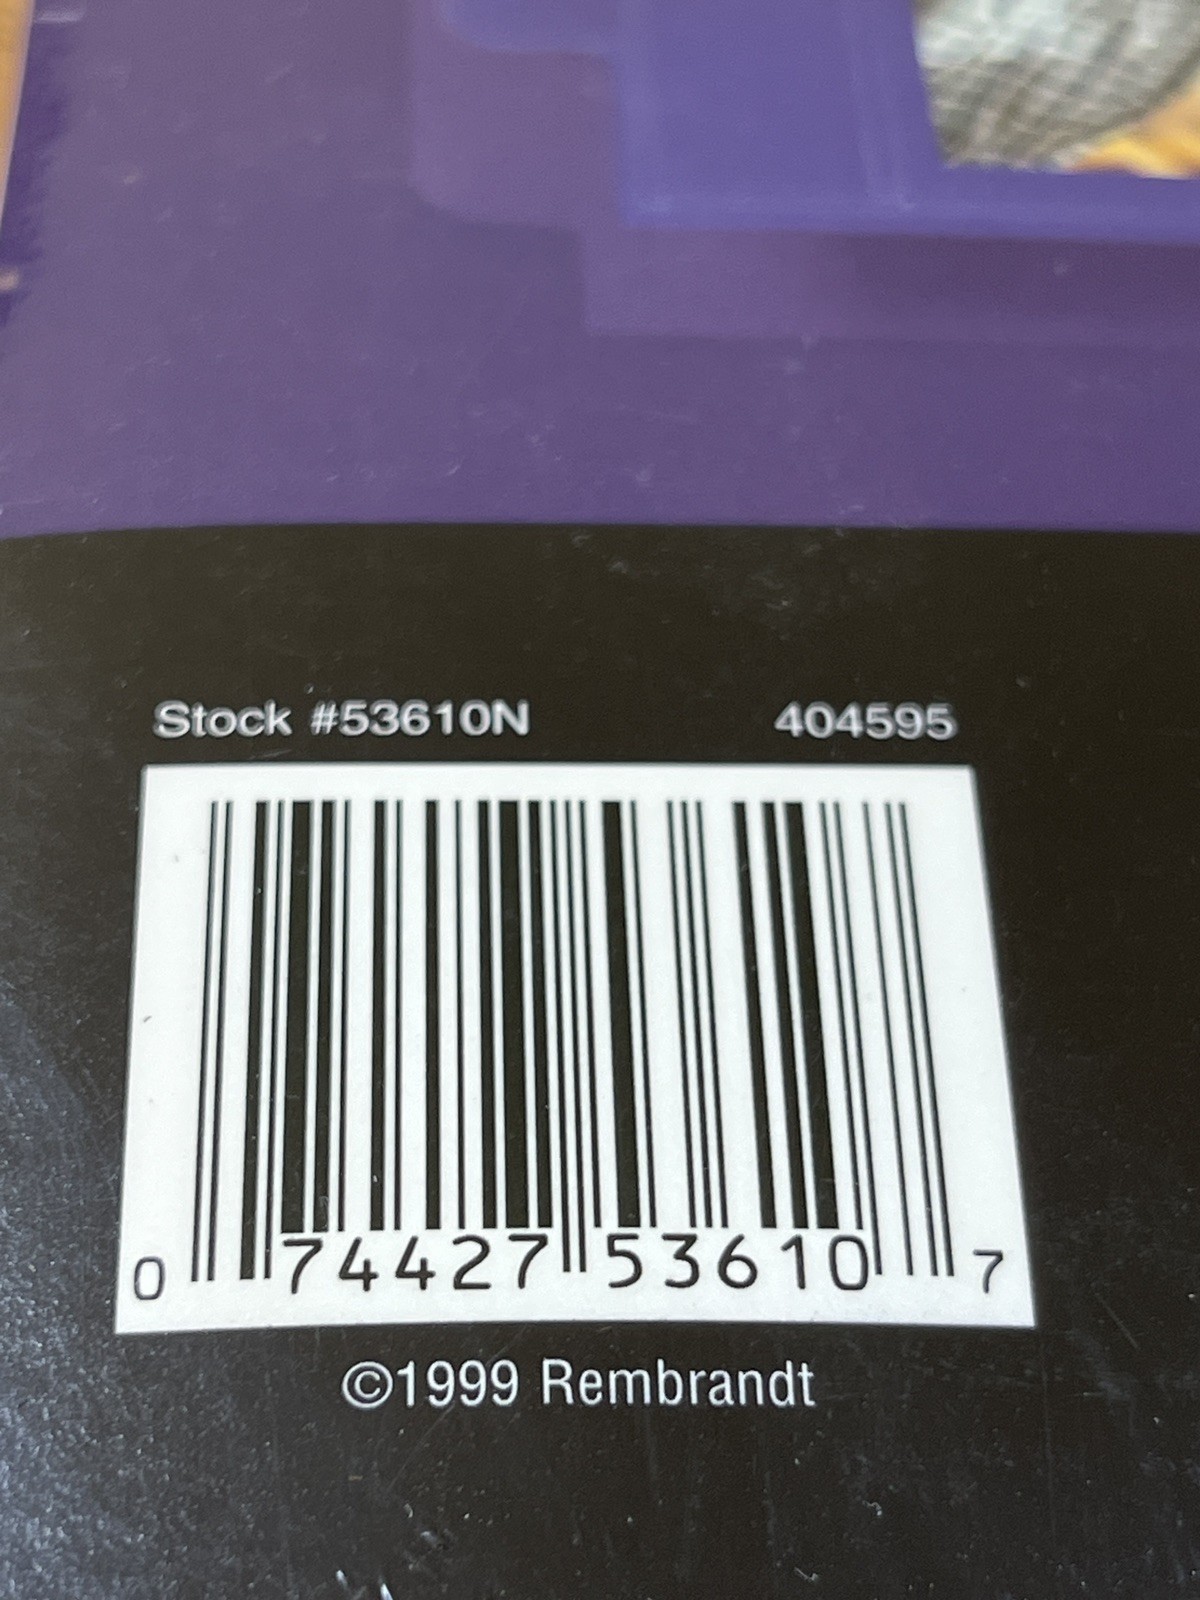 Stock #53610N 404595
0 74427 53610 7
©1999 Rembrandt